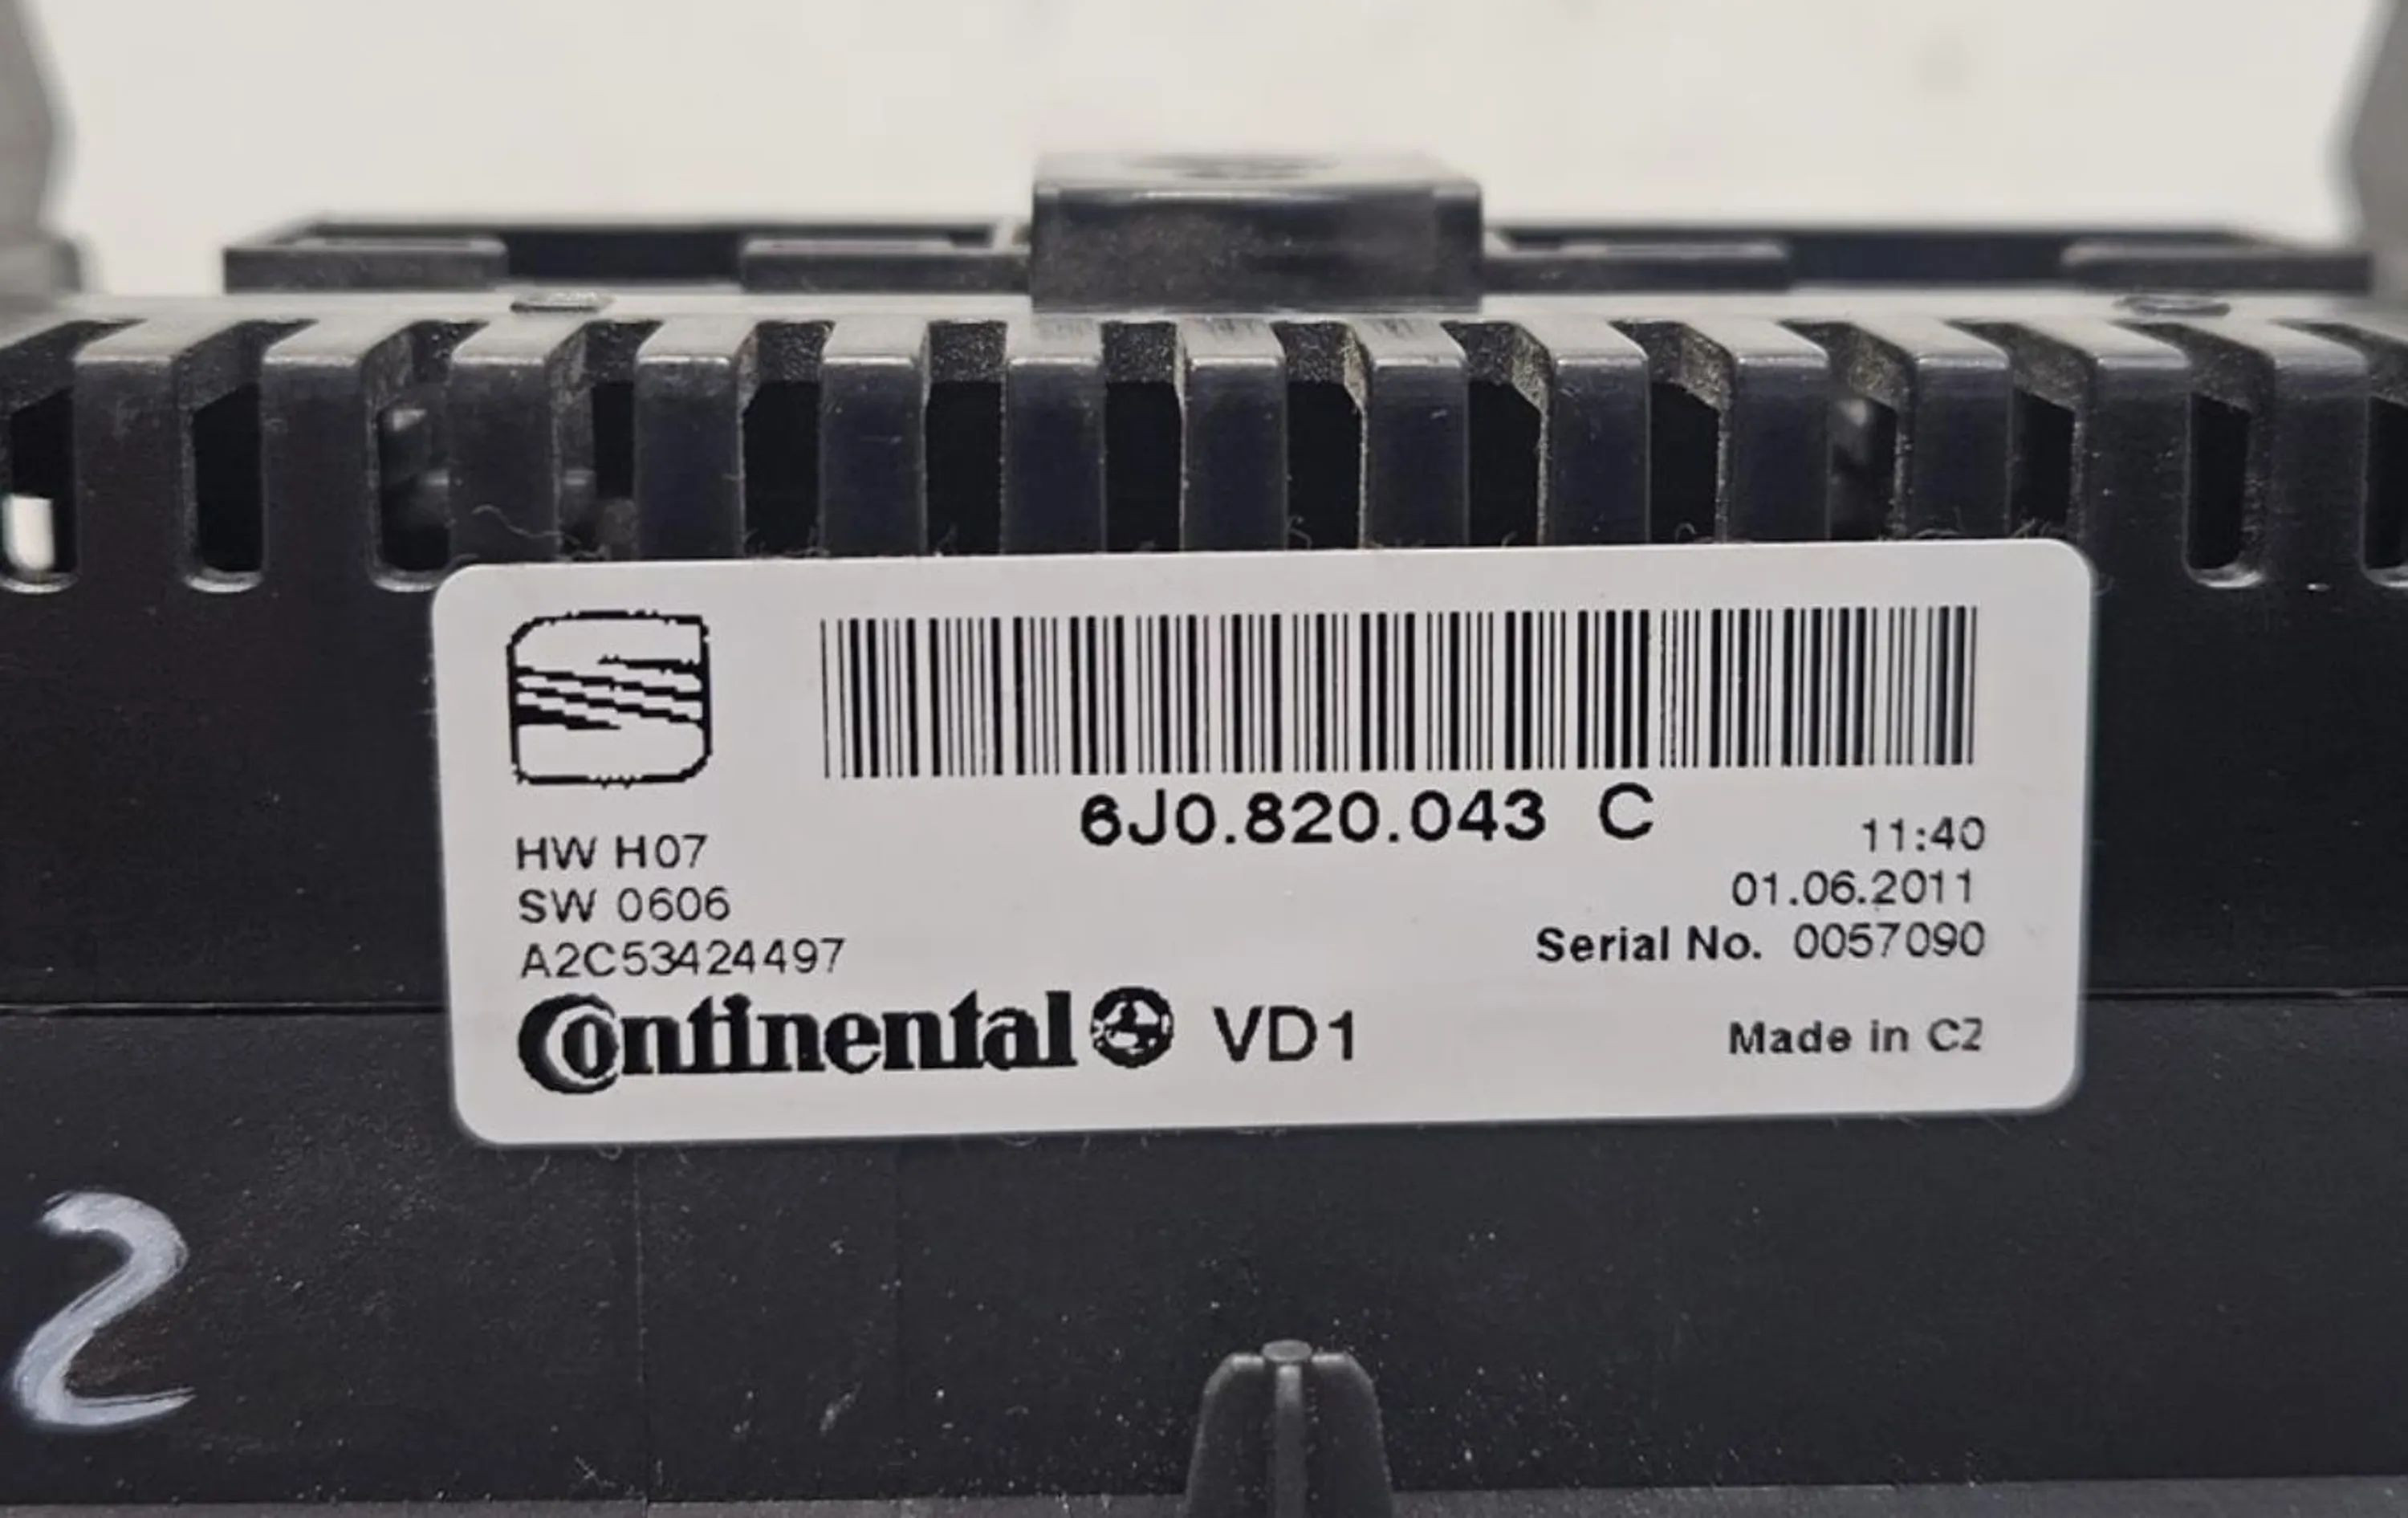 6J0.820.043 C
HW H07
11:40
SW 0606
01.06.2011
A2C53424497
Serial No. 0057090
Continental VD1
Made in CZ
2